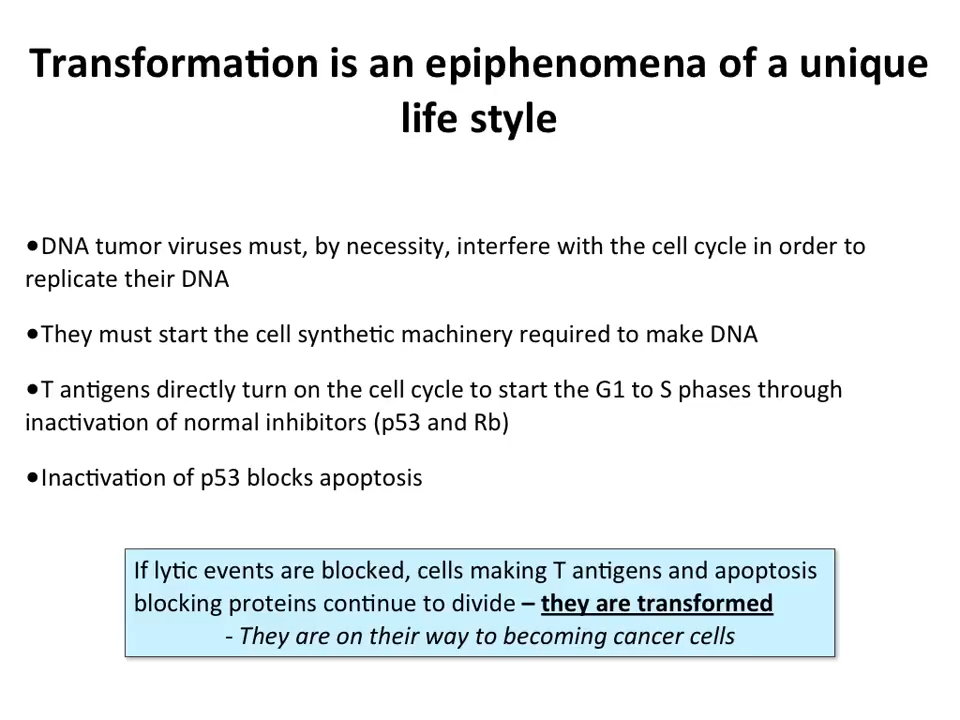 Transformation is an epiphenomena of a unique
life style
●DNA tumor viruses must, by necessity, interfere with the cell cycle in order to
replicate their DNA
●They must start the cell synthetic machinery required to make DNA
●T antigens directly turn on the cell cycle to start the G1 to S phases through
inactivation of normal inhibitors (p53 and Rb)
●Inactivation of p53 blocks apoptosis
If lytic events are blocked, cells making T antigens and apoptosis
blocking proteins continue to divide – they are transformed
- They are on their way to becoming cancer cells